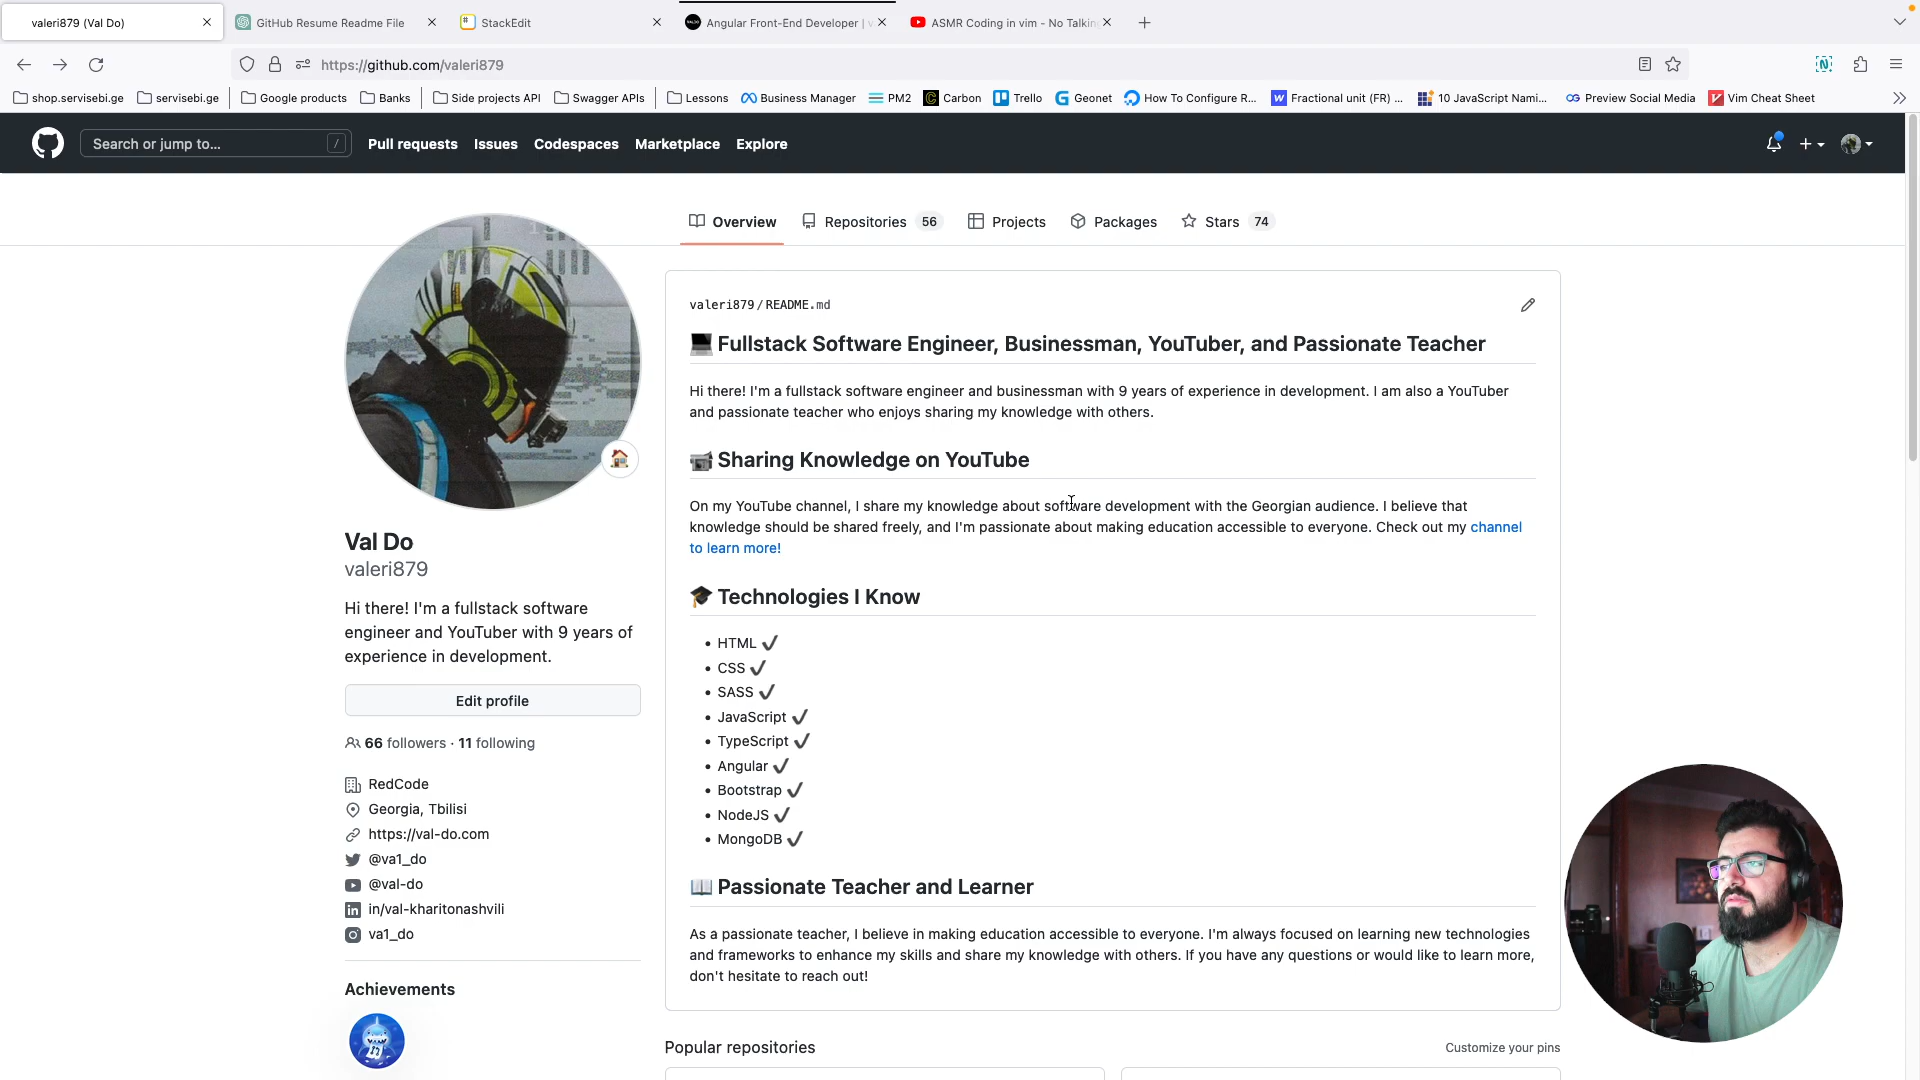 valeri879 (Val Do)
GitHub Resume Readme File
StackEdit
Angular Front-End Developer |
ASMR Coding in vim - No Talkin
https://github.com/valeri879
shop.servisebi.ge
servisebi.ge
Google products
Banks
Side projects API
Swagger APIs
Lessons
Business Manager
PM2
Carbon
Trello
Geonet
How To Configure R...
Fractional unit (FR) ...
10 JavaScript Nami...
Preview Social Media
Vim Cheat Sheet
Search or jump to...
/
Pull requests
Issues
Codespaces
Marketplace
Explore
Overview
Repositories 56
Projects
Packages
Stars 74
valeri879/README.md
Fullstack Software Engineer, Businessman, YouTuber, and Passionate Teacher
Hi there! I'm a fullstack software engineer and businessman with 9 years of experience in development. I am also a YouTuber
and passionate teacher who enjoys sharing my knowledge with others.
Sharing Knowledge on YouTube
On my YouTube channel, I share my knowledge about software development with the Georgian audience. I believe that
knowledge should be shared freely, and I'm passionate about making education accessible to everyone. Check out my channel
to learn more!
Technologies I Know
HTML ✔
CSS ✔
SASS ✔
JavaScript ✔
TypeScript ✔
Angular ✔
Bootstrap ✔
NodeJS ✔
MongoDB ✔
Passionate Teacher and Learner
As a passionate teacher, I believe in making education accessible to everyone. I'm always focused on learning new technologies
and frameworks to enhance my skills and share my knowledge with others. If you have any questions or would like to learn more,
don't hesitate to reach out!
Popular repositories
Customize your pins
Val Do
valeri879
Hi there! I'm a fullstack software
engineer and YouTuber with 9 years of
experience in development.
Edit profile
66 followers · 11 following
RedCode
Georgia, Tbilisi
https://val-do.com
@va1_do
@val-do
in/val-kharitonashvili
va1_do
Achievements